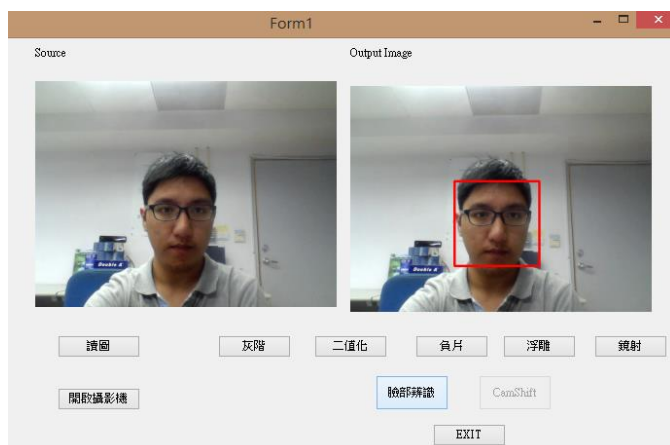 Form1
Source
Output Image
Double A
讀圖
灰階
二值化
負片
浮雕
鏡射
開啟攝影機
臉部辨識
CamShift
EXIT